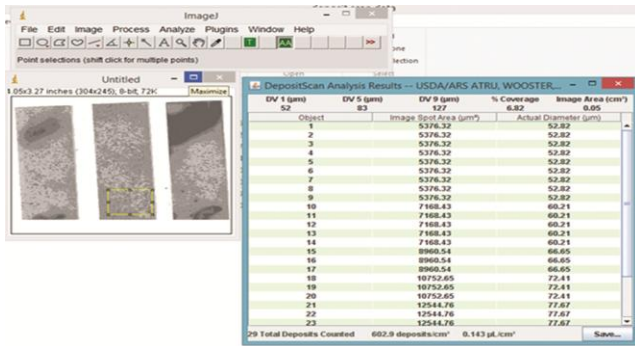 ImageJ
File Edit Image Process Analyze Plugins Window Help
A
T
AA
>>
Point selections (shift click for multiple points)
Untitled
1.05x3.27 inches (304x245), 8-bit, 72K
Maximize
DepositScan Analysis Results -- USDA/ARS ATRU, WOOSTER,...
DV 1 (µm) DV 5 (µm) DV 9 (µm) % Coverage Image Area (cm²)
52 83 127 6.82 0.05
Object Image Spot Area (µm²) Actual Diameter (µm)
1 5376.32 52.82
2 5376.32 52.82
3 5376.32 52.82
4 5376.32 52.82
5 5376.32 52.82
6 5376.32 52.82
7 5376.32 52.82
8 5376.32 52.82
9 5376.32 52.82
10 7168.43 60.21
11 7168.43 60.21
12 7168.43 60.21
13 7168.43 60.21
14 7168.43 60.21
15 8960.54 66.65
16 8960.54 66.65
17 8960.54 66.65
18 10752.65 72.41
19 10752.65 72.41
20 10752.65 72.41
21 12544.76 77.67
22 12544.76 77.67
23 12544.76 77.67
29 Total Deposits Counted 602.9 deposits/cm² 0.143 µL/cm² Save...